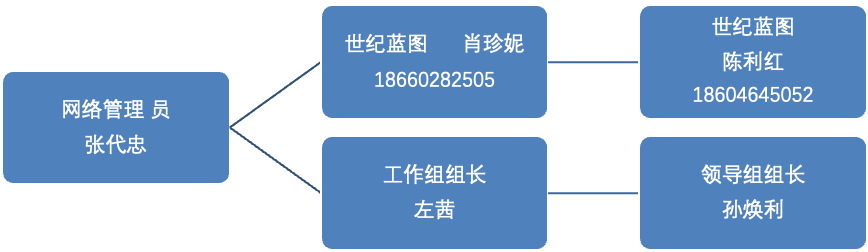 网络管理 员
张代忠
世纪蓝图 肖珍妮
18660282505
工作组组长
左茜
世纪蓝图
陈利红
18604645052
领导组组长
孙焕利